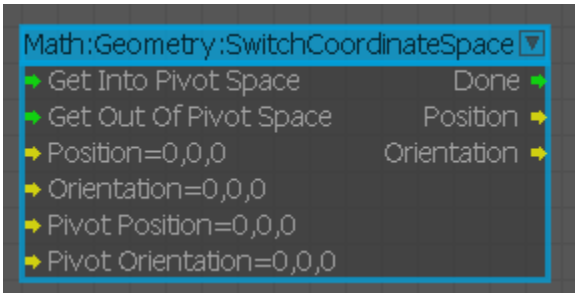 Math:Geometry:SwitchCoordinateSpace
Get Into Pivot Space Done
Get Out Of Pivot Space Position
Position=0,0,0 Orientation
Orientation=0,0,0
Pivot Position=0,0,0
Pivot Orientation=0,0,0